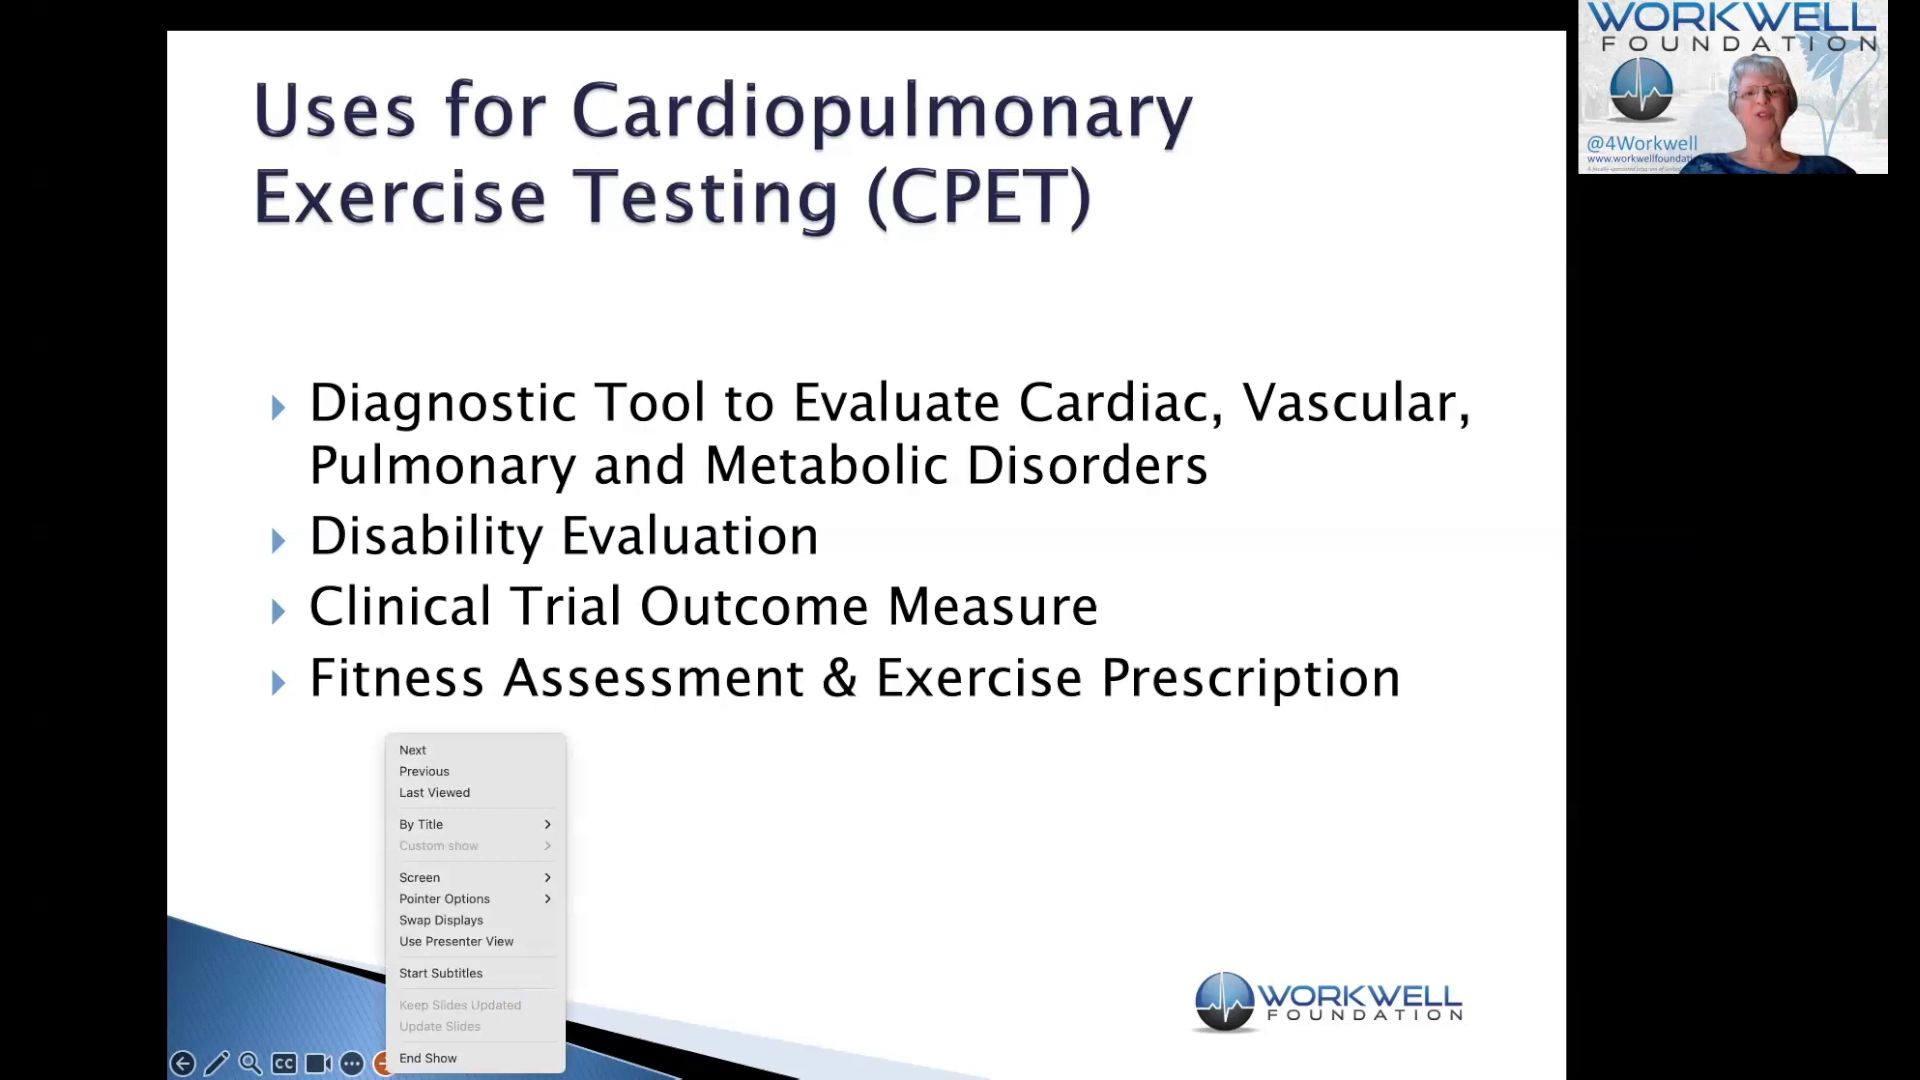 Uses for Cardiopulmonary
Exercise Testing (CPET)
Diagnostic Tool to Evaluate Cardiac, Vascular,
Pulmonary and Metabolic Disorders
Disability Evaluation
Clinical Trial Outcome Measure
Fitness Assessment & Exercise Prescription
Next
Previous
Last Viewed
By Title
Custom show
Screen
Pointer Options
Swap Displays
Use Presenter View
Start Subtitles
Keep Slides Updated
Update Slides
End Show
CC
WORKWELL
FOUNDATION
WORKWELL
FOUNDATION
@4Workwell